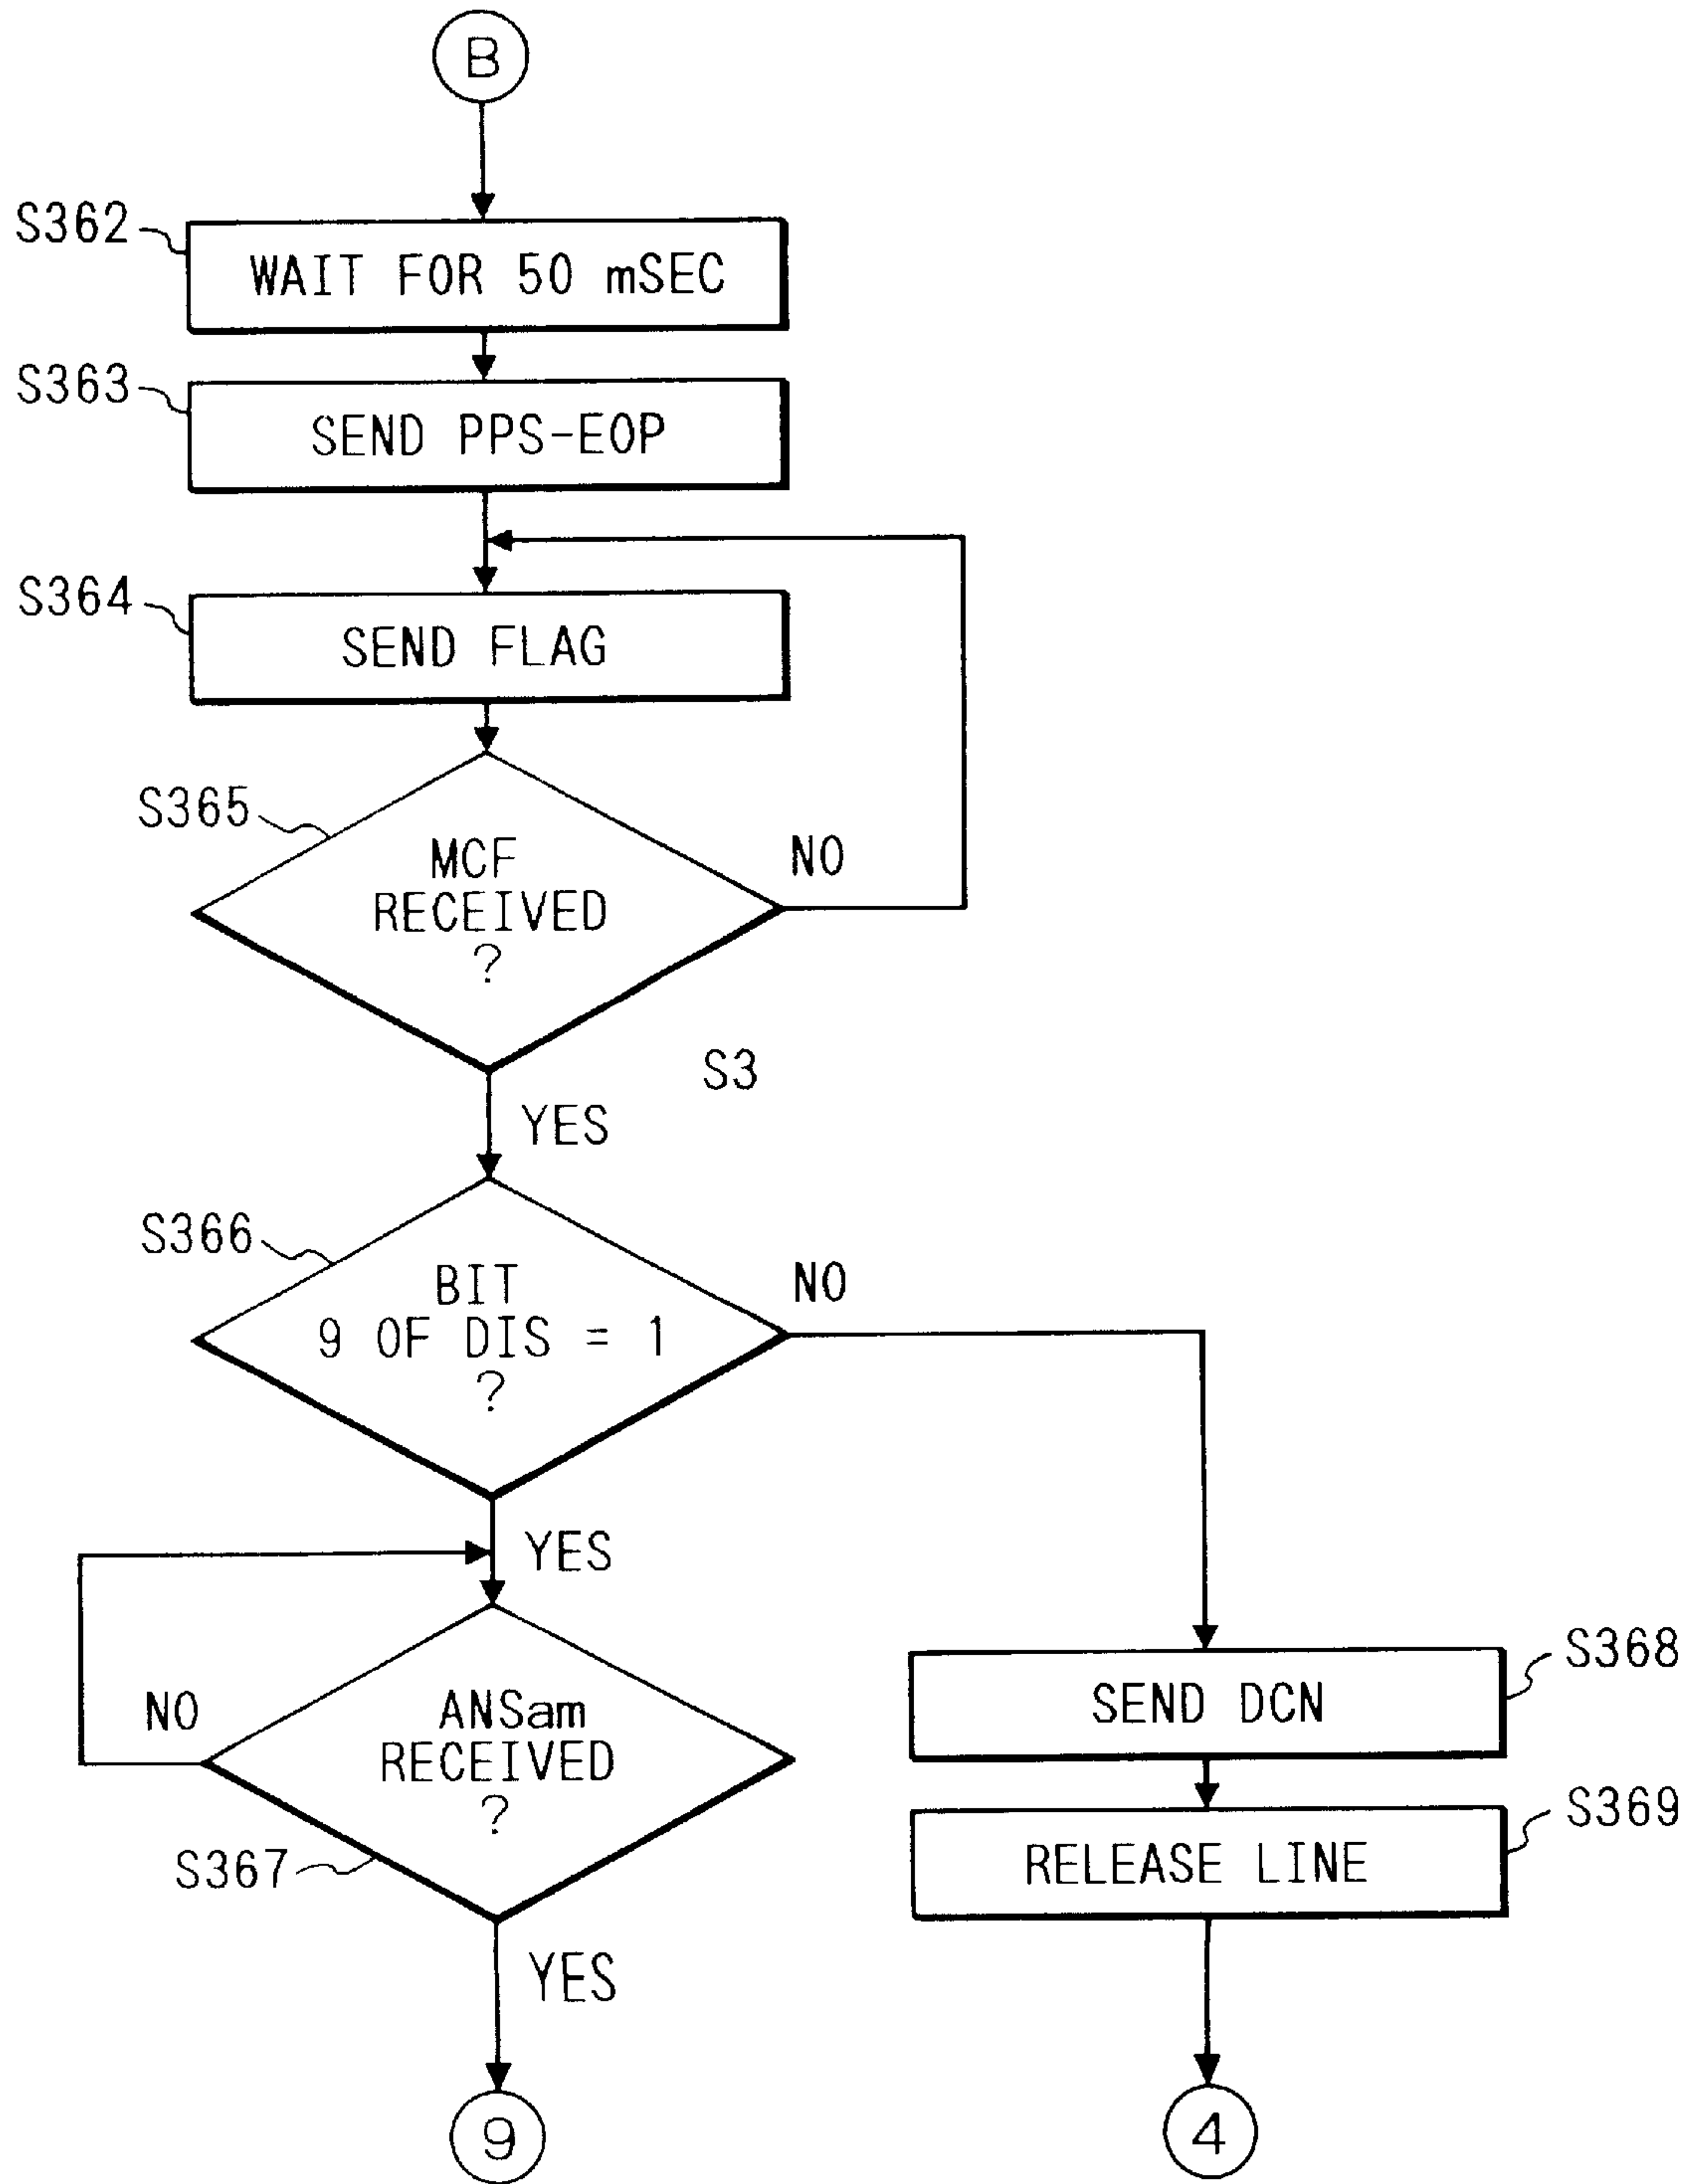 B
S362
WAIT FOR 50 mSEC
S363
SEND PPS-EOP
S364
SEND FLAG
S365
MCF
RECEIVED
?
NO
S3
YES
S366
BIT
9 OF DIS = 1
?
NO
YES
NO
ANSam
RECEIVED
?
S367
YES
9
S368
SEND DCN
S369
RELEASE LINE
4